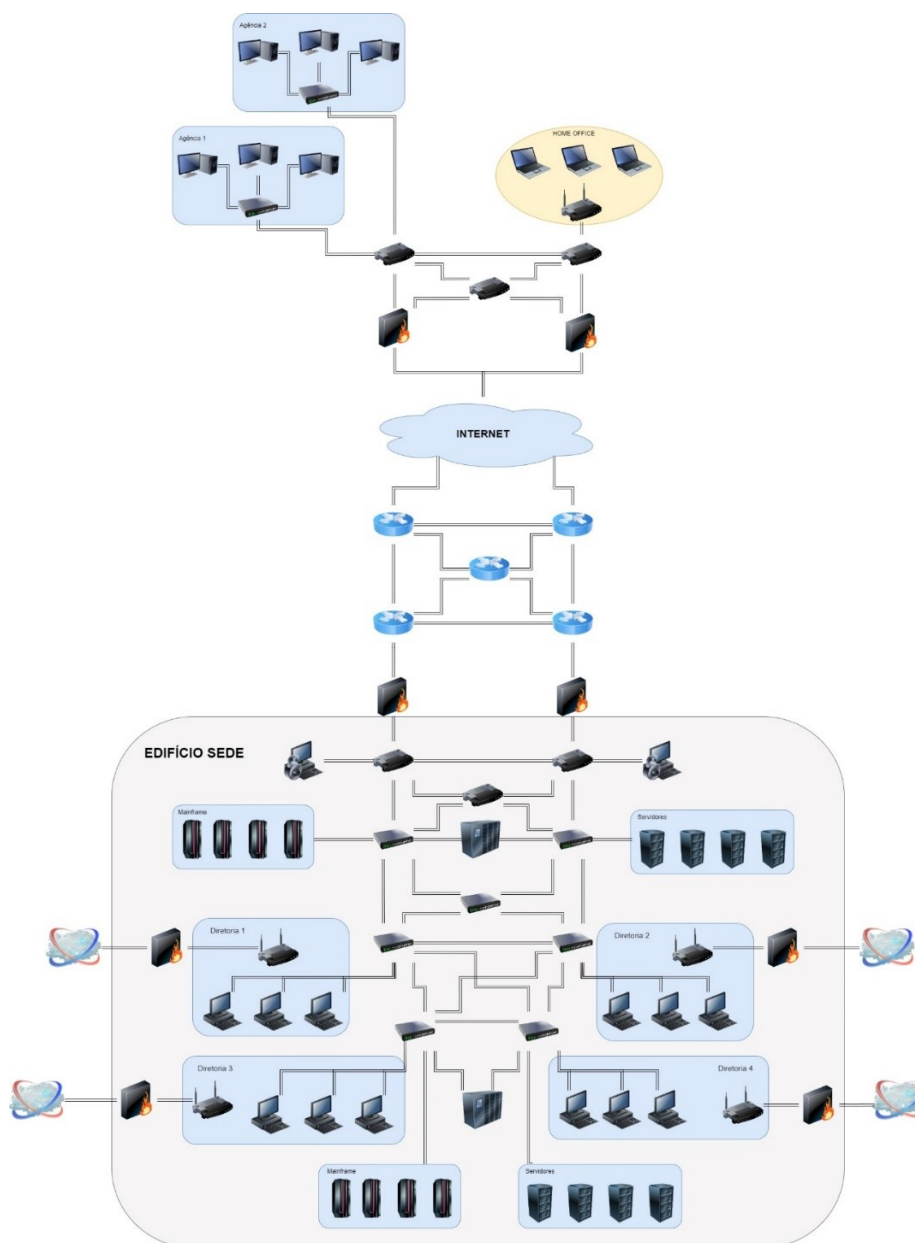 Agência 2
Agência 1
HOME OFFICE
INTERNET
EDIFÍCIO SEDE
Mainframe
Servidores
Diretoria 1
Diretoria 2
Diretoria 3
Diretoria 4
Mainframe
Servidores